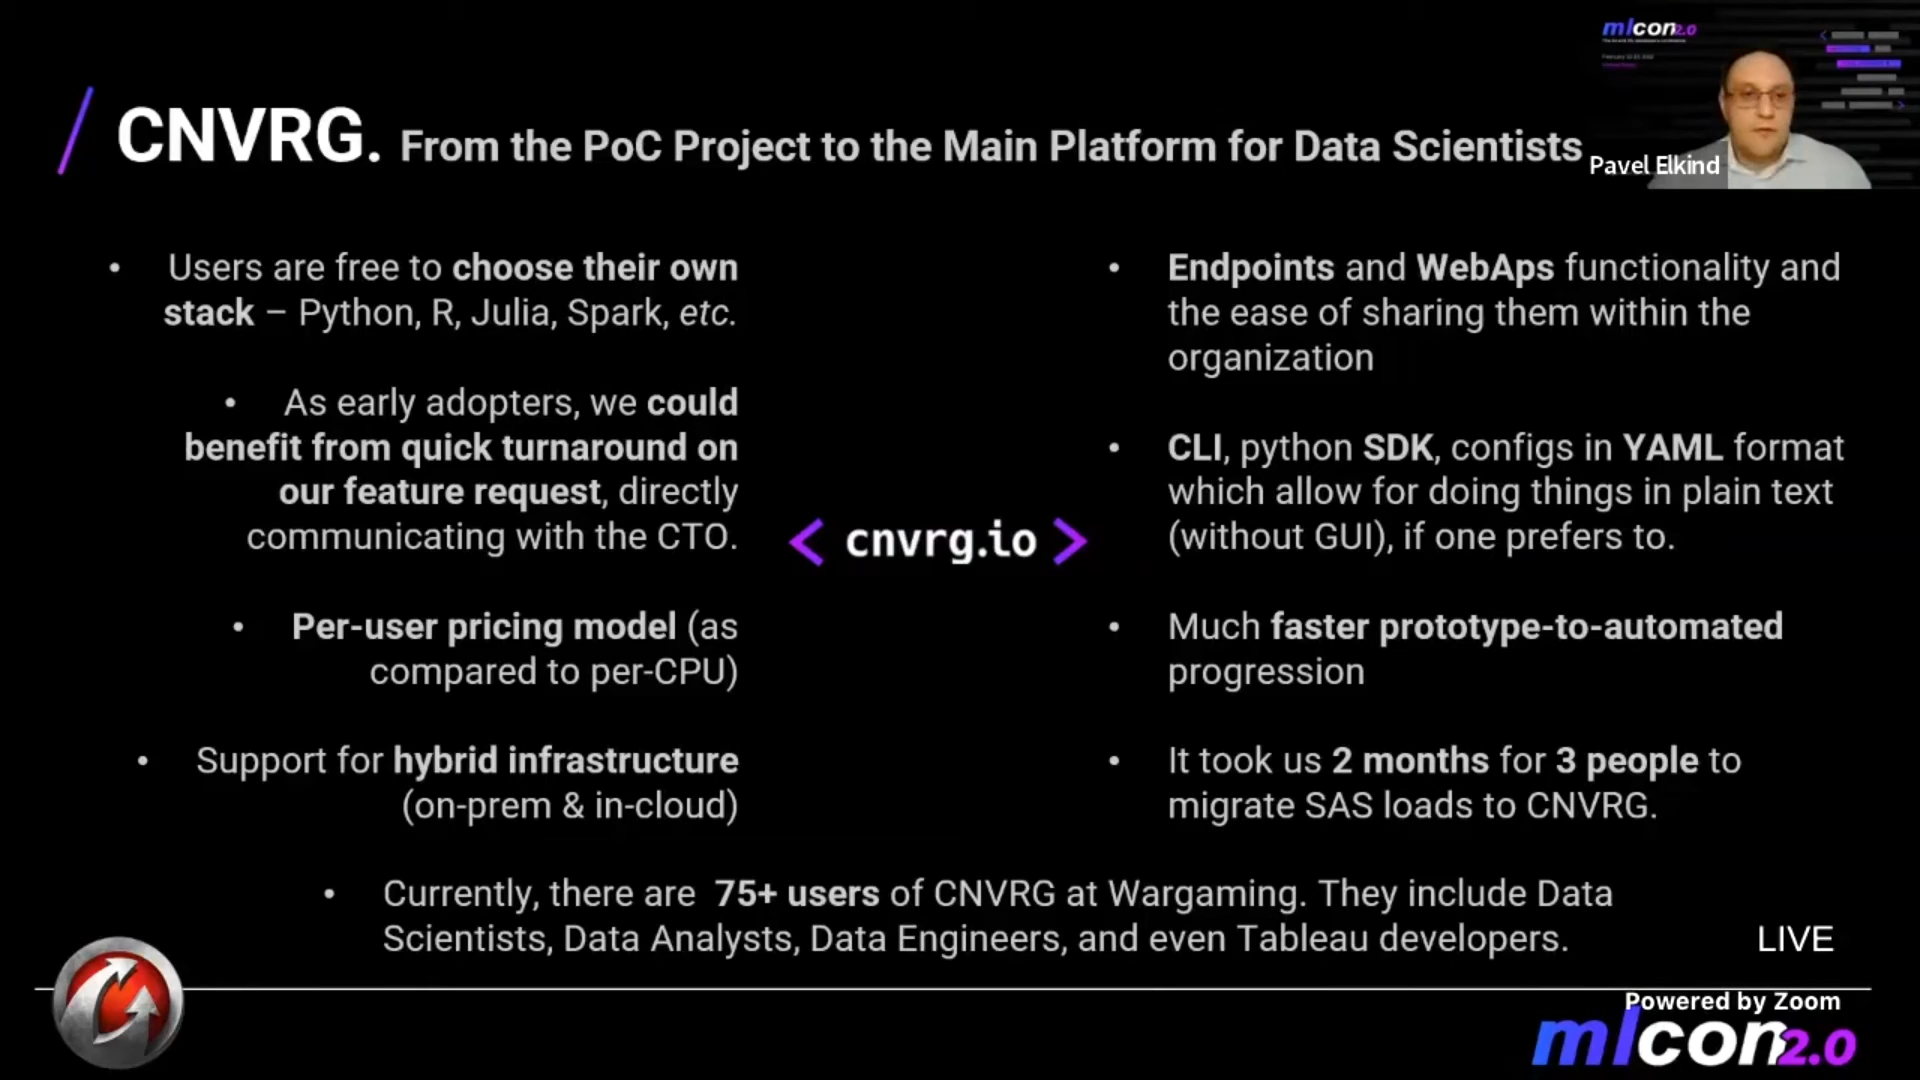 mlcon2.0
CNVRG. From the PoC Project to the Main Platform for Data Scientists
Pavel Elkind
• Users are free to choose their own
stack – Python, R, Julia, Spark, etc.
• As early adopters, we could
benefit from quick turnaround on
our feature request, directly
communicating with the CTO.
• Per-user pricing model (as
compared to per-CPU)
• Support for hybrid infrastructure
(on-prem & in-cloud)
< cnvrg.io >
• Endpoints and WebAps functionality and
the ease of sharing them within the
organization
• CLI, python SDK, configs in YAML format
which allow for doing things in plain text
(without GUI), if one prefers to.
• Much faster prototype-to-automated
progression
• It took us 2 months for 3 people to
migrate SAS loads to CNVRG.
• Currently, there are 75+ users of CNVRG at Wargaming. They include Data
Scientists, Data Analysts, Data Engineers, and even Tableau developers.
LIVE
Powered by Zoom
mlcon2.0